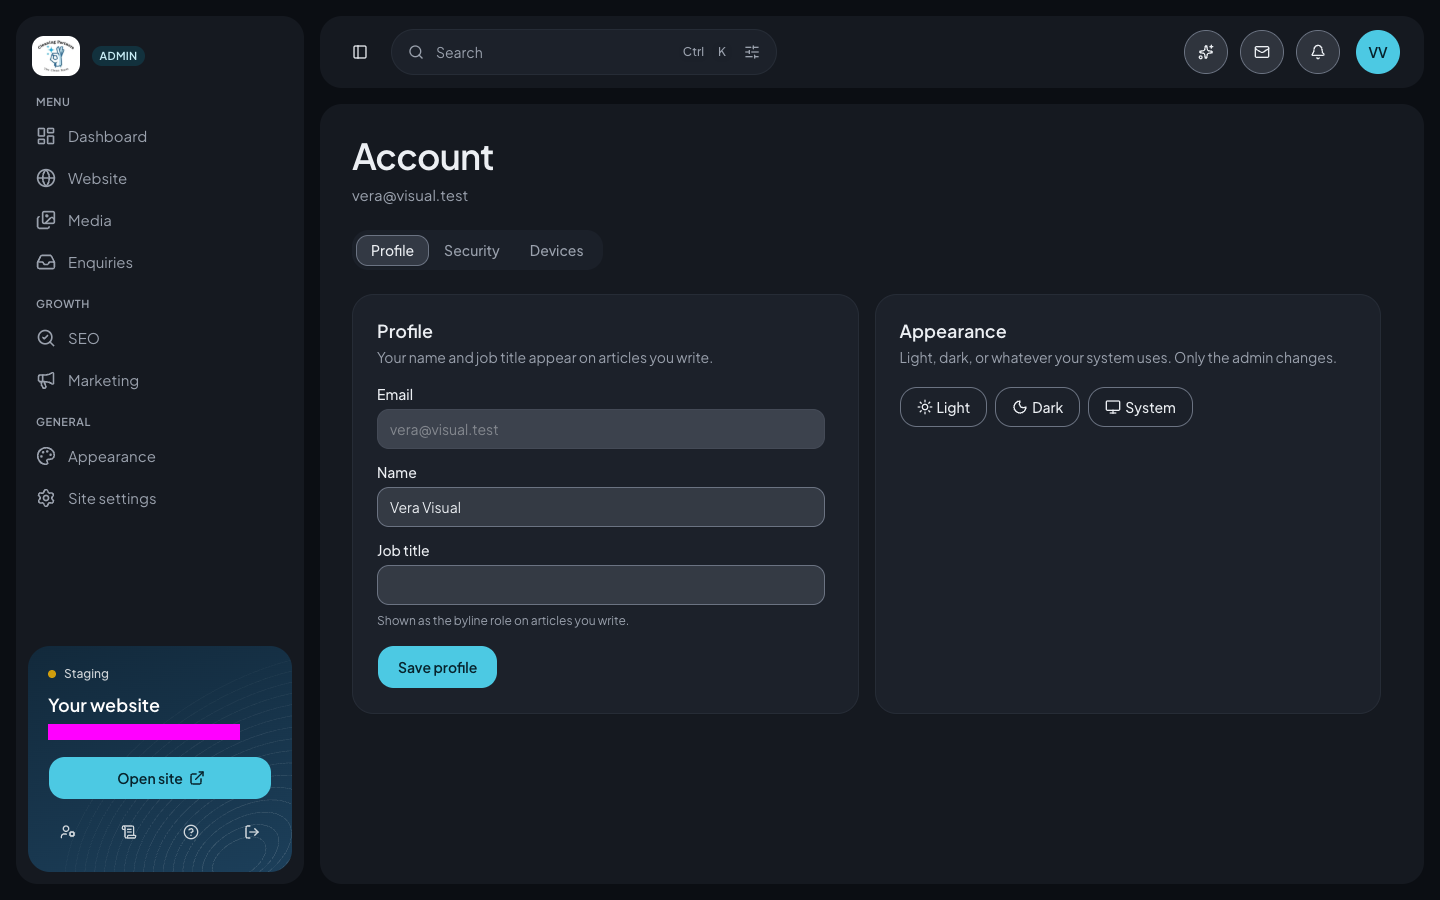 Cleaning Partners
ADMIN
MENU
Dashboard
Website
Media
Enquiries
GROWTH
SEO
Marketing
GENERAL
Appearance
Site settings
Staging
Your website
Open site
Search
Ctrl K
VV
Account
vera@visual.test
Profile Security Devices
Profile
Your name and job title appear on articles you write.
Email
vera@visual.test
Name
Vera Visual
Job title
Shown as the byline role on articles you write.
Save profile
Appearance
Light, dark, or whatever your system uses. Only the admin changes.
Light Dark System